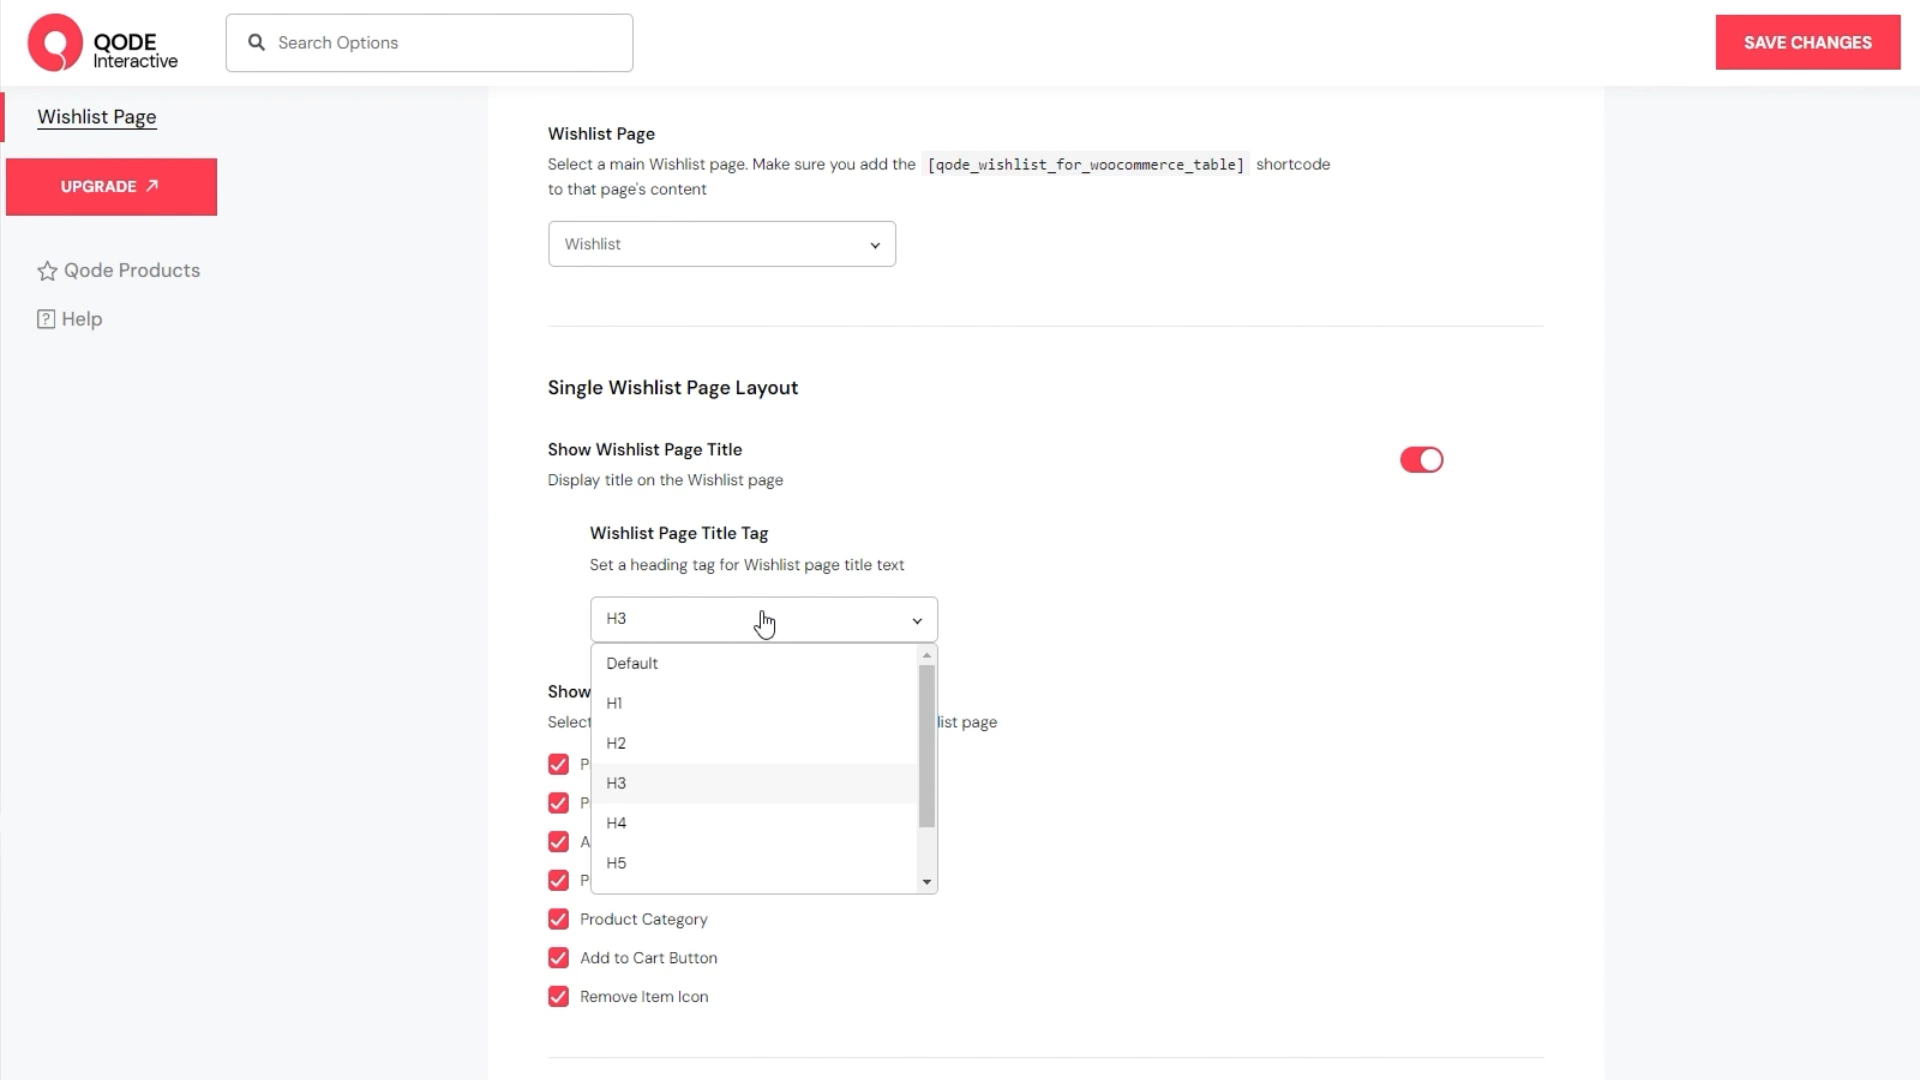 QODE
Interactive
Search Options
SAVE CHANGES
Wishlist Page
UPGRADE
Qode Products
Help
Wishlist Page
Select a main Wishlist page. Make sure you add the [qode_wishlist_for_woocommerce_table] shortcode
to that page's content
Wishlist
Single Wishlist Page Layout
Show Wishlist Page Title
Display title on the Wishlist page
Wishlist Page Title Tag
Set a heading tag for Wishlist page title text
H3
Default
H1
H2
H3
H4
H5
Show
Select
list page
P
P
A
P
Product Category
Add to Cart Button
Remove Item Icon